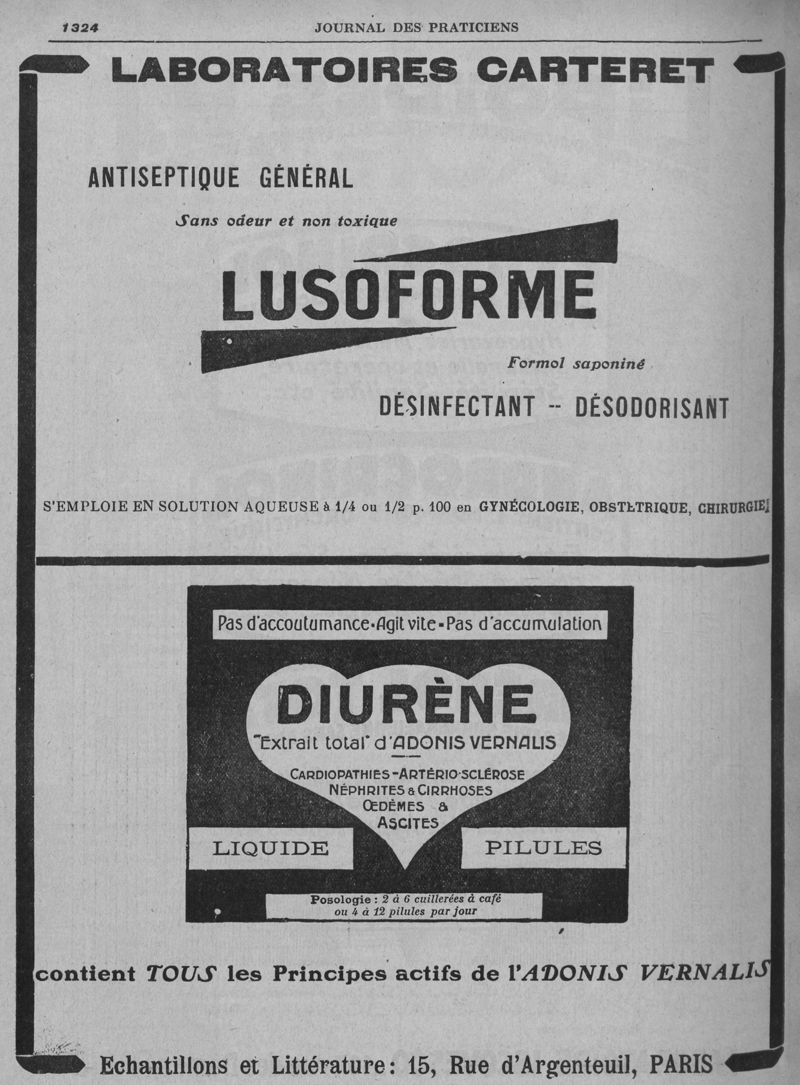 1324
JOURNAL DES PRATICIENS
LABORATOIRES CARTERET
ANTISEPTIQUE GÉNÉRAL
Sans odeur et non toxique
LUSOFORME
Formol saponiné
DÉSINFECTANT -- DÉSODORISANT
S'EMPLOIE EN SOLUTION AQUEUSE à 1/4 ou 1/2 p. 100 en GYNÉCOLOGIE, OBSTÉTRIQUE, CHIRURGIE
Pas d'accoutumance-Agit vite-Pas d'accumulation
DIURÈNE
"Extrait total" d'ADONIS VERNALIS
CARDIOPATHIES-ARTÉRIO-SCLÉROSE
NÉPHRITES & CIRRHOSES
ŒDÈMES &
ASCITES
LIQUIDE
PILULES
Posologie : 2 à 6 cuillerées à café
ou 4 à 12 pilules par jour
contient TOUS les Principes actifs de l'ADONIS VERNALIS
Echantillons et Littérature: 15, Rue d'Argenteuil, PARIS